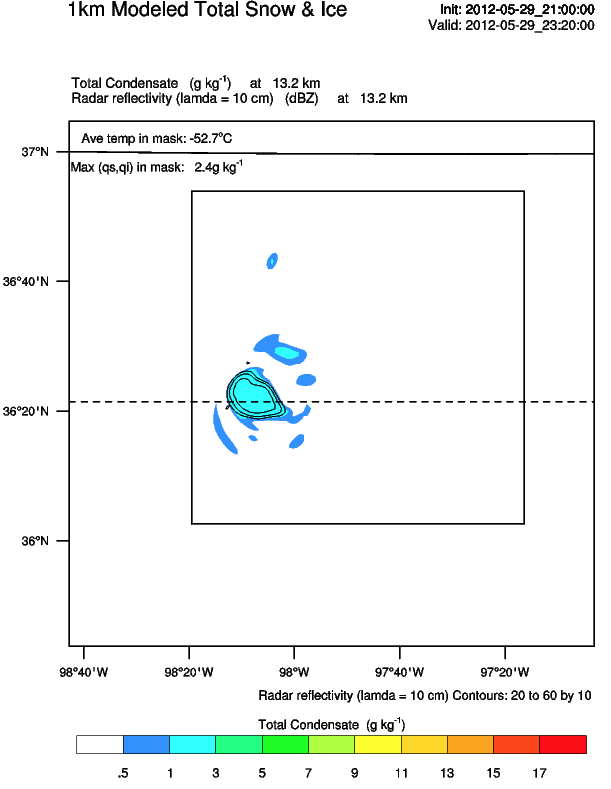 1km Modeled Total Snow & Ice
Init: 2012-05-29_21:00:00
Valid: 2012-05-29_23:20:00
Total Condensate (g kg⁻¹) at 13.2 km
Radar reflectivity (lamda = 10 cm) (dBZ) at 13.2 km
Ave temp in mask: -52.7°C
37°N
Max (qs,qi) in mask: 2.4g kg⁻¹
36°40'N
36°20'N
36°N
98°40'W 98°20'W 98°W 97°40'W 97°20'W
Radar reflectivity (lamda = 10 cm) Contours: 20 to 60 by 10
Total Condensate (g kg⁻¹)
.5 1 3 5 7 9 11 13 15 17